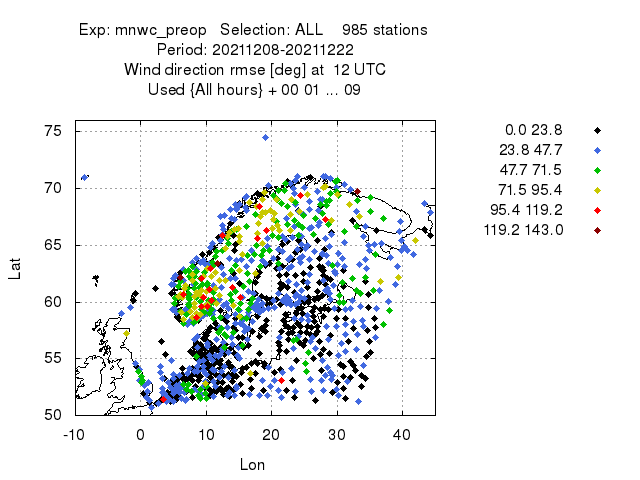 Exp: mnwc_preop   Selection: ALL    985 stations
Period: 20211208-20211222
Wind direction rmse [deg] at  12 UTC
Used {All hours} + 00 01 ... 09
0.0 23.8
23.8 47.7
47.7 71.5
71.5 95.4
95.4 119.2
119.2 143.0
Lat
75
70
65
60
55
50
-10 0 10 20 30 40
Lon